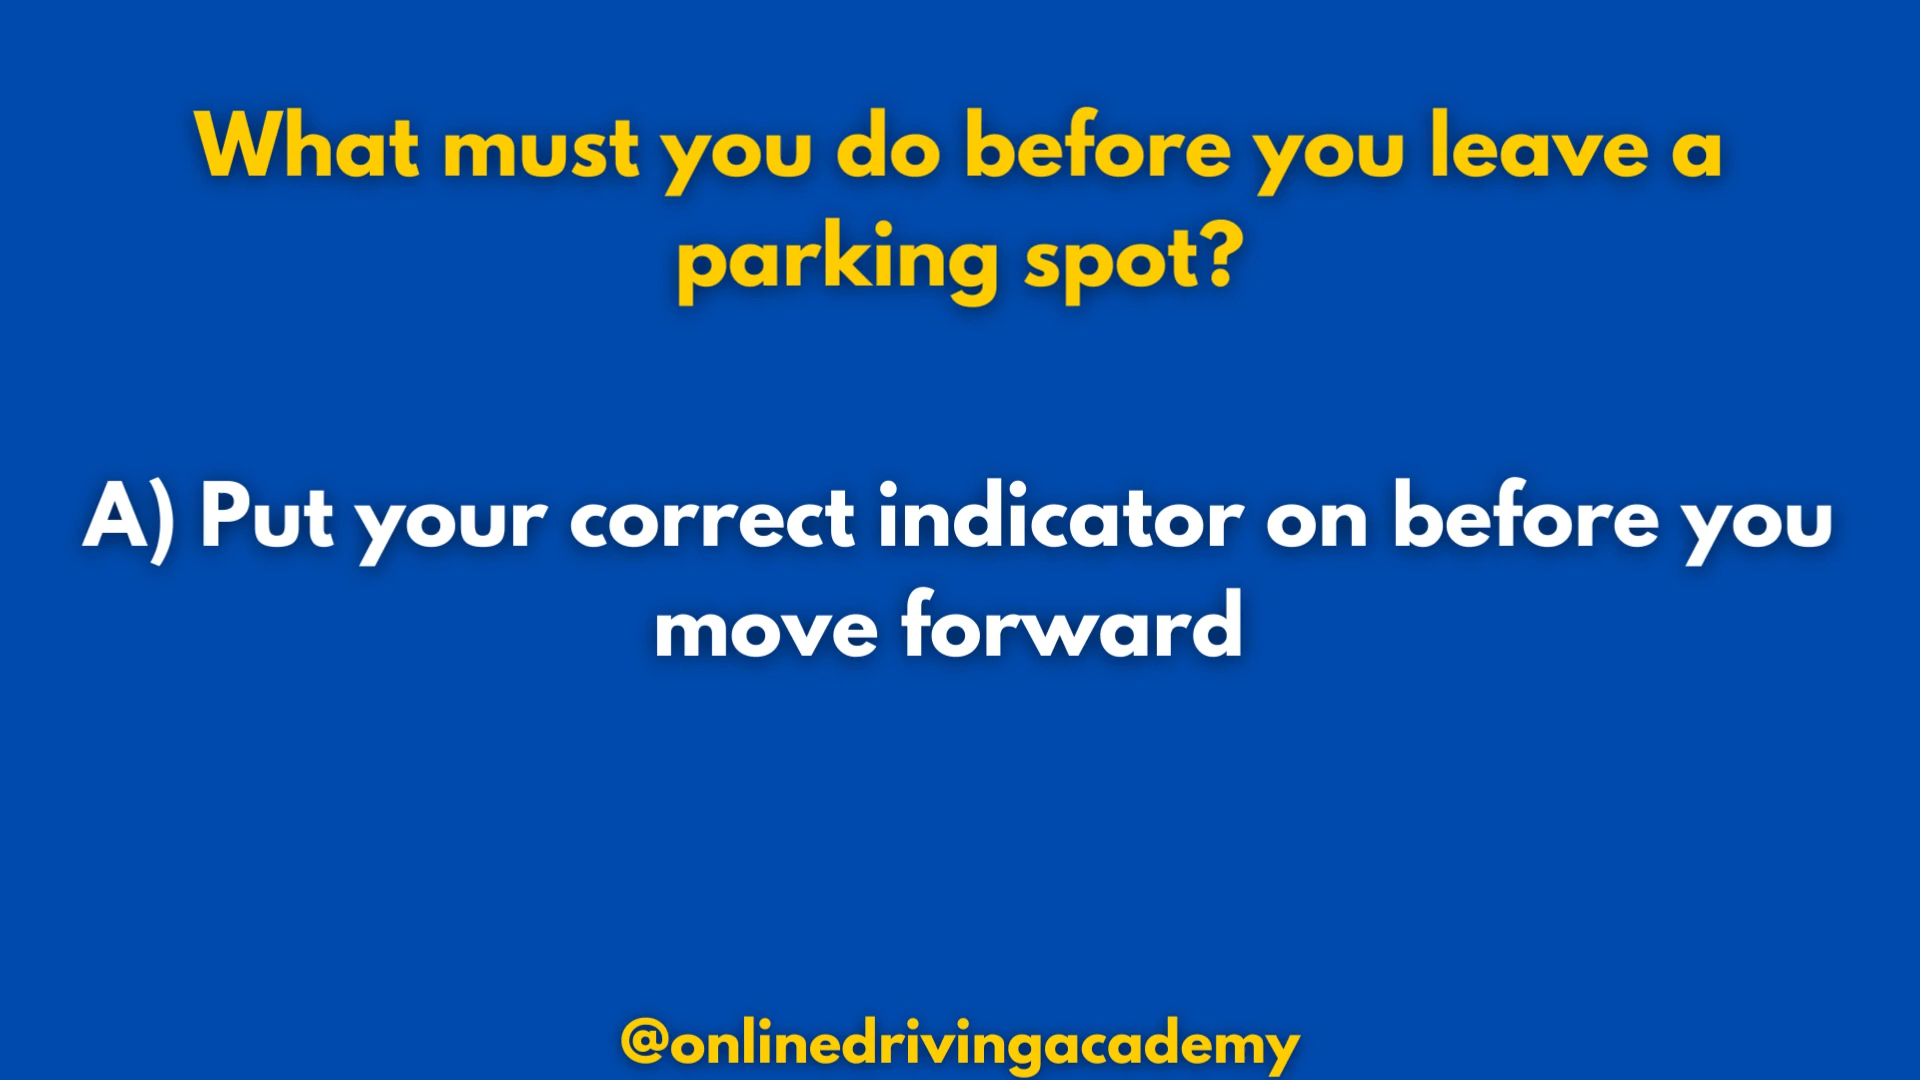 What must you do before you leave a
parking spot?
A) Put your correct indicator on before you
move forward
@onlinedrivingacademy